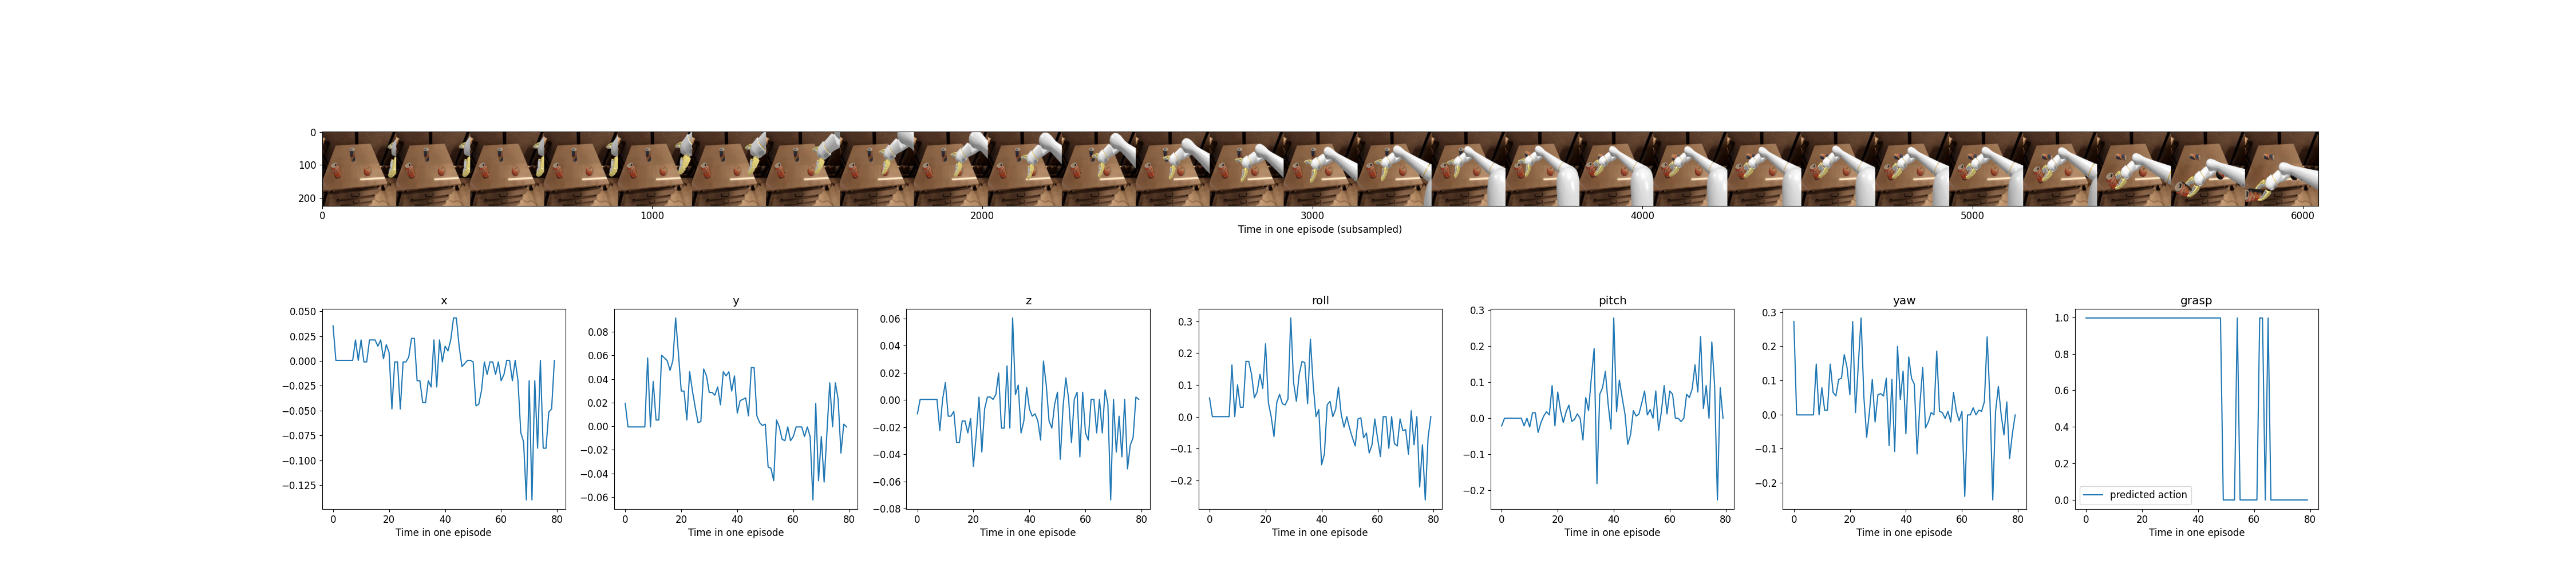 0
100
200
0 1000 2000 3000 4000 5000 6000
Time in one episode (subsampled)
x
0.050
0.025
0.000
−0.025
−0.050
−0.075
−0.100
−0.125
0 20 40 60 80
Time in one episode
y
0.08
0.06
0.04
0.02
0.00
−0.02
−0.04
−0.06
0 20 40 60 80
Time in one episode
z
0.06
0.04
0.02
0.00
−0.02
−0.04
−0.06
−0.08
0 20 40 60 80
Time in one episode
roll
0.3
0.2
0.1
0.0
−0.1
−0.2
0 20 40 60 80
Time in one episode
pitch
0.3
0.2
0.1
0.0
−0.1
−0.2
0 20 40 60 80
Time in one episode
yaw
0.3
0.2
0.1
0.0
−0.1
−0.2
0 20 40 60 80
Time in one episode
grasp
1.0
0.8
0.6
0.4
0.2
0.0
predicted action
0 20 40 60 80
Time in one episode